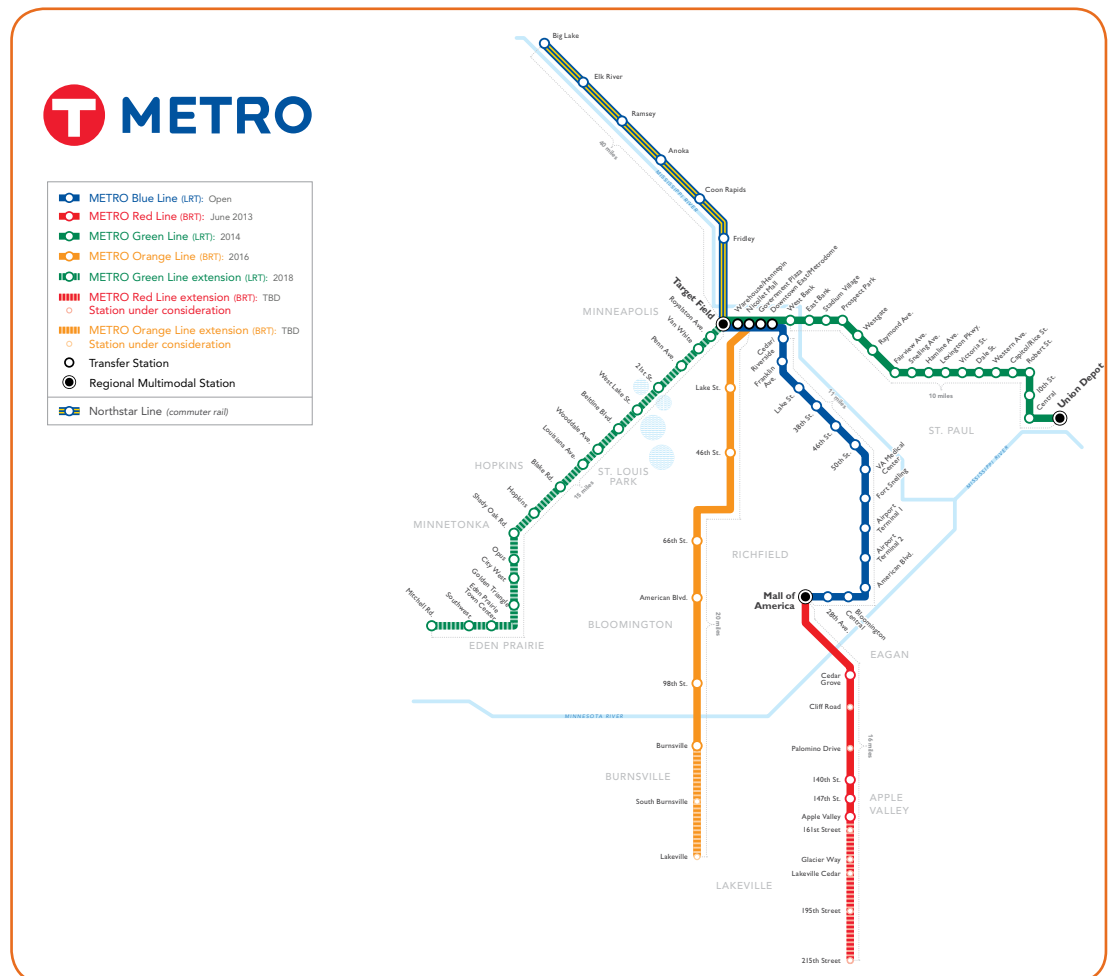 T METRO
METRO Blue Line (LRT): Open
METRO Red Line (BRT): June 2013
METRO Green Line (LRT): 2014
METRO Orange Line (BRT): 2016
METRO Green Line extension (LRT): 2018
METRO Red Line extension (BRT): TBD
Station under consideration
METRO Orange Line extension (BRT): TBD
Station under consideration
Transfer Station
Regional Multimodal Station
Northstar Line (commuter rail)
Big Lake
Elk River
Ramsey
40 miles
Anoka
MISSISSIPPI RIVER
Coon Rapids
Fridley
Target Field
Warehouse/Hennepin
Nicollet Mall
Government Plaza
Downtown East/Metrodome
West Bank
East Bank
Stadium Village
Prospect Park
Westgate
Raymond Ave.
Fairview Ave.
Snelling Ave.
Hamline Ave.
Lexington Pkwy.
Victoria St.
Dale St.
Western Ave.
Capitol/Rice St.
Robert St.
10th St.
Central
Union Depot
10 miles
ST. PAUL
MISSISSIPPI RIVER
MINNEAPOLIS
Royalston Ave.
Van White
Penn Ave.
21st St.
West Lake St.
Beltline Blvd.
Wooddale Ave.
Louisiana Ave.
Blake Rd.
Hopkins
Shady Oak Rd.
Opus
City West
Golden Triangle
Eden Prairie
Town Center
Southwest
Mitchell Rd.
15 miles
HOPKINS
ST. LOUIS
PARK
MINNETONKA
EDEN PRAIRIE
Cedar/
Riverside
Franklin
Ave.
Lake St.
38th St.
46th St.
50th St.
VA Medical
Center
Fort Snelling
Airport
Terminal 1
Airport
Terminal 2
American Blvd.
Bloomington
Central
28th Ave.
Mall of
America
11 miles
Lake St.
46th St.
66th St.
American Blvd.
98th St.
Burnsville
South Burnsville
Lakeville
20 miles
RICHFIELD
BLOOMINGTON
MINNESOTA RIVER
BURNSVILLE
LAKEVILLE
EAGAN
Cedar
Grove
Cliff Road
Palomino Drive
16 miles
140th St.
147th St.
Apple Valley
APPLE
VALLEY
161st Street
Glacier Way
Lakeville Cedar
195th Street
215th Street